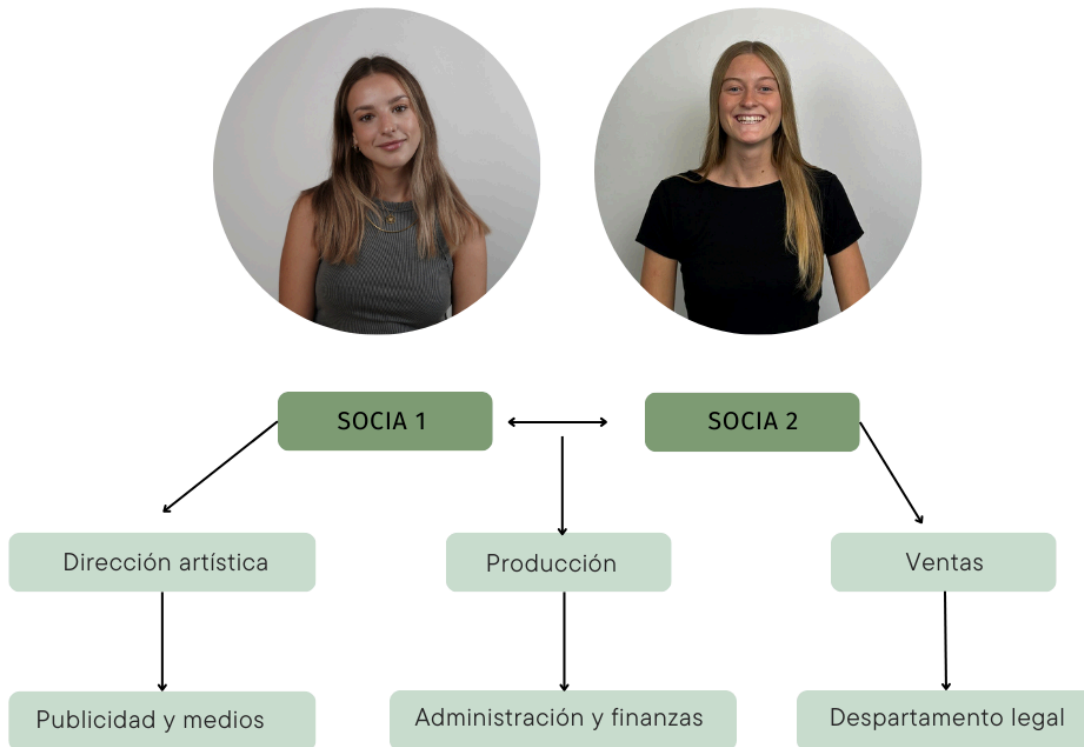 SOCIA 1
SOCIA 2
Dirección artística
Producción
Ventas
Publicidad y medios
Administración y finanzas
Despartamento legal